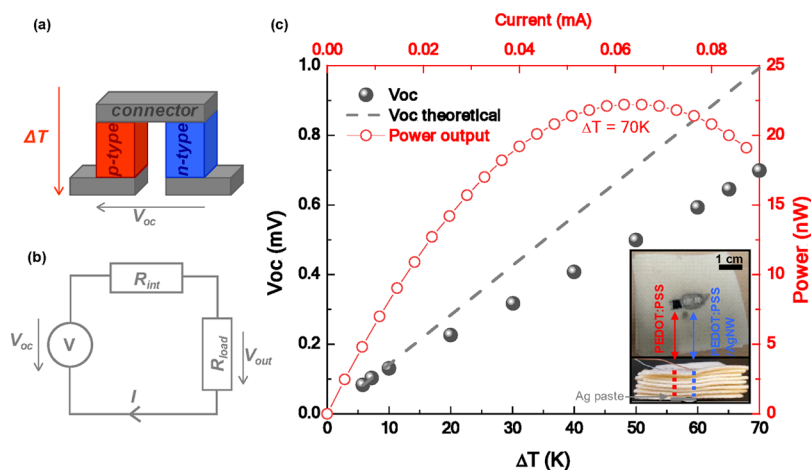 (a)
connector
p-type
n-type
ΔT
Voc
(b)
Rint
Voc
V
Rload
Vout
I
(c)
Current (mA)
0.00 0.02 0.04 0.06 0.08
Voc
Voc theoretical
Power output
ΔT = 70K
1.0
0.8
0.6
0.4
0.2
0.0
Voc (mV)
25
20
15
10
5
0
Power (nW)
1 cm
PEDOT:PSS
PEDOT:PSS
AgNW
Ag paste
0 10 20 30 40 50 60 70
ΔT (K)